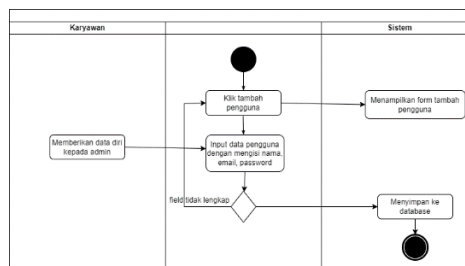 Karyawan
Sistem
Klik tambah
pengguna
Menampilkan form tambah
pengguna
Memberikan data diri
kepada admin
Input data pengguna
dengan mengisi nama,
email, password
field tidak lengkap
Menyimpan ke
database